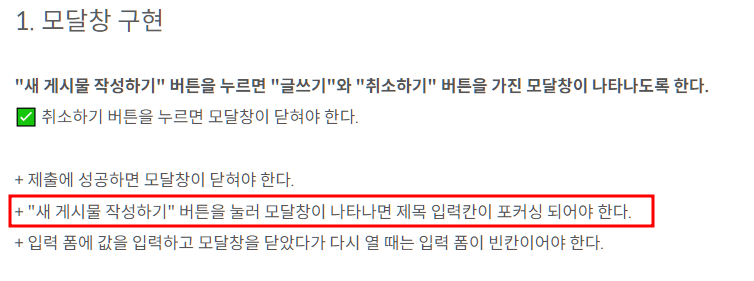 1. 모달창 구현
"새 게시물 작성하기" 버튼을 누르면 "글쓰기"와 "취소하기" 버튼을 가진 모달창이 나타나도록 한다.
✅ 취소하기 버튼을 누르면 모달창이 닫혀야 한다.
+ 제출에 성공하면 모달창이 닫혀야 한다.
+ "새 게시물 작성하기" 버튼을 눌러 모달창이 나타나면 제목 입력칸이 포커싱 되어야 한다.
+ 입력 폼에 값을 입력하고 모달창을 닫았다가 다시 열 때는 입력 폼이 빈칸이어야 한다.